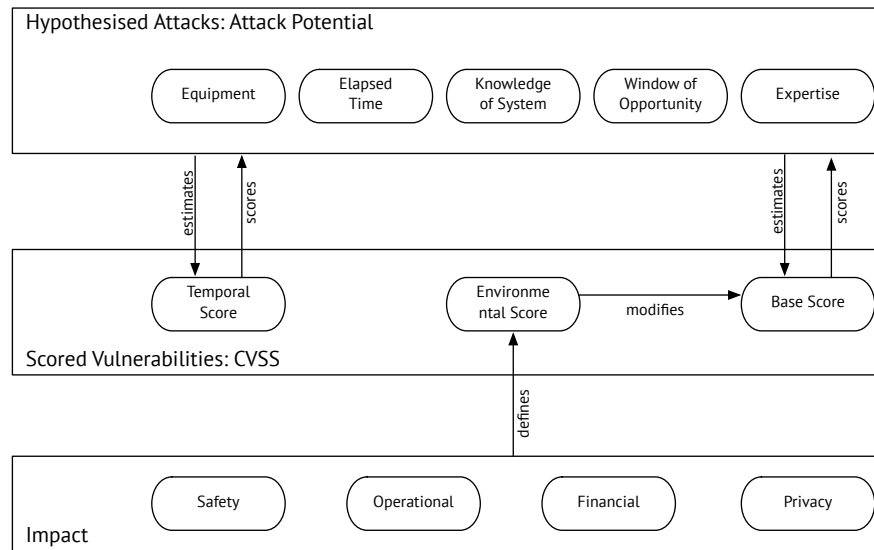 Hypothesised Attacks: Attack Potential
Equipment
Elapsed
Time
Knowledge
of System
Window of
Opportunity
Expertise
estimates
scores
estimates
scores
Temporal
Score
Environme
ntal Score
modifies
Base Score
Scored Vulnerabilities: CVSS
defines
Safety
Operational
Financial
Privacy
Impact